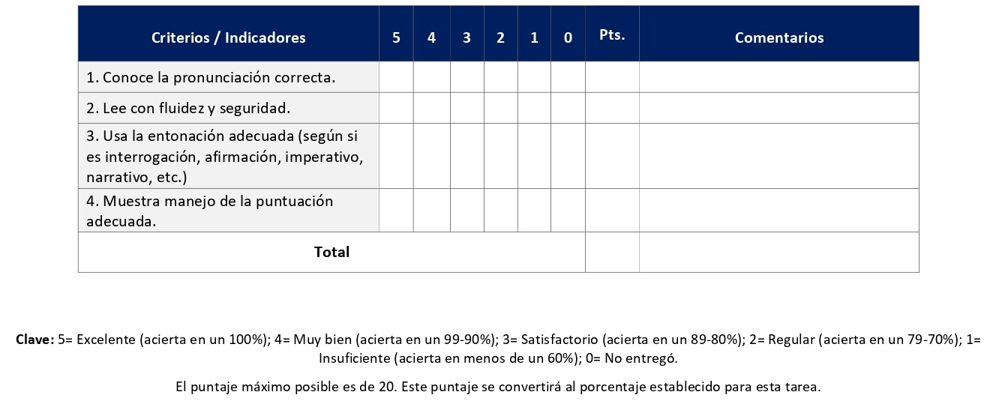 Criterios / Indicadores 5 4 3 2 1 0 Pts. Comentarios
1. Conoce la pronunciación correcta.
2. Lee con fluidez y seguridad.
3. Usa la entonación adecuada (según si
es interrogación, afirmación, imperativo,
narrativo, etc.)
4. Muestra manejo de la puntuación
adecuada.
Total
Clave: 5= Excelente (acierta en un 100%); 4= Muy bien (acierta en un 99-90%); 3= Satisfactorio (acierta en un 89-80%); 2= Regular (acierta en un 79-70%); 1=
Insuficiente (acierta en menos de un 60%); 0= No entregó.
El puntaje máximo posible es de 20. Este puntaje se convertirá al porcentaje establecido para esta tarea.